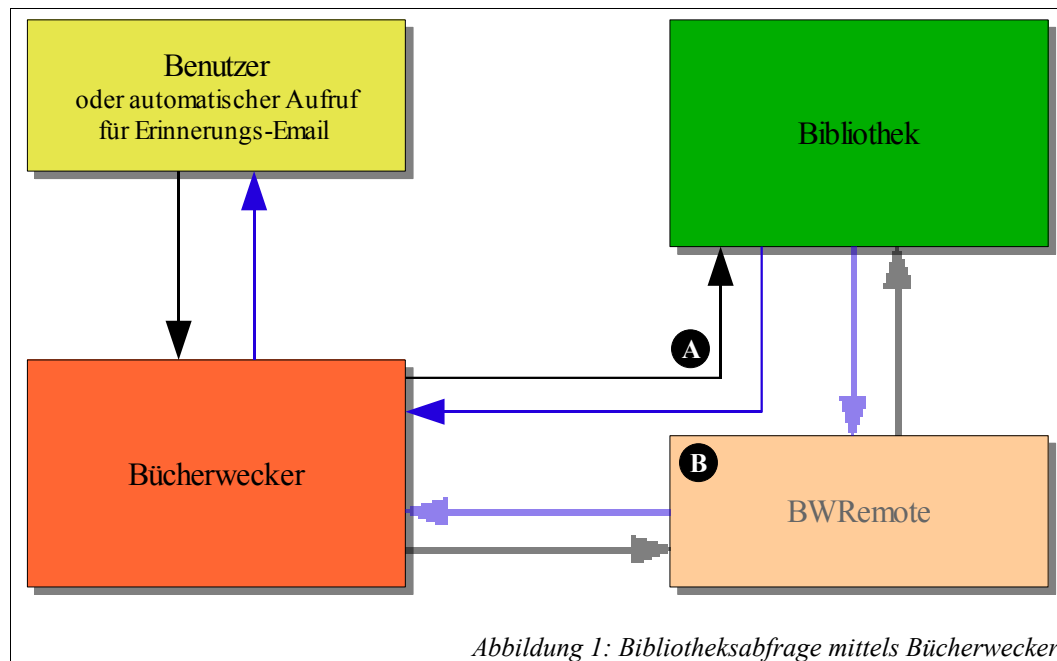 Benutzer
oder automatischer Aufruf
für Erinnerungs-Email
Bibliothek
A
Bücherwecker
B
BWRemote
Abbildung 1: Bibliotheksabfrage mittels Bücherwecker